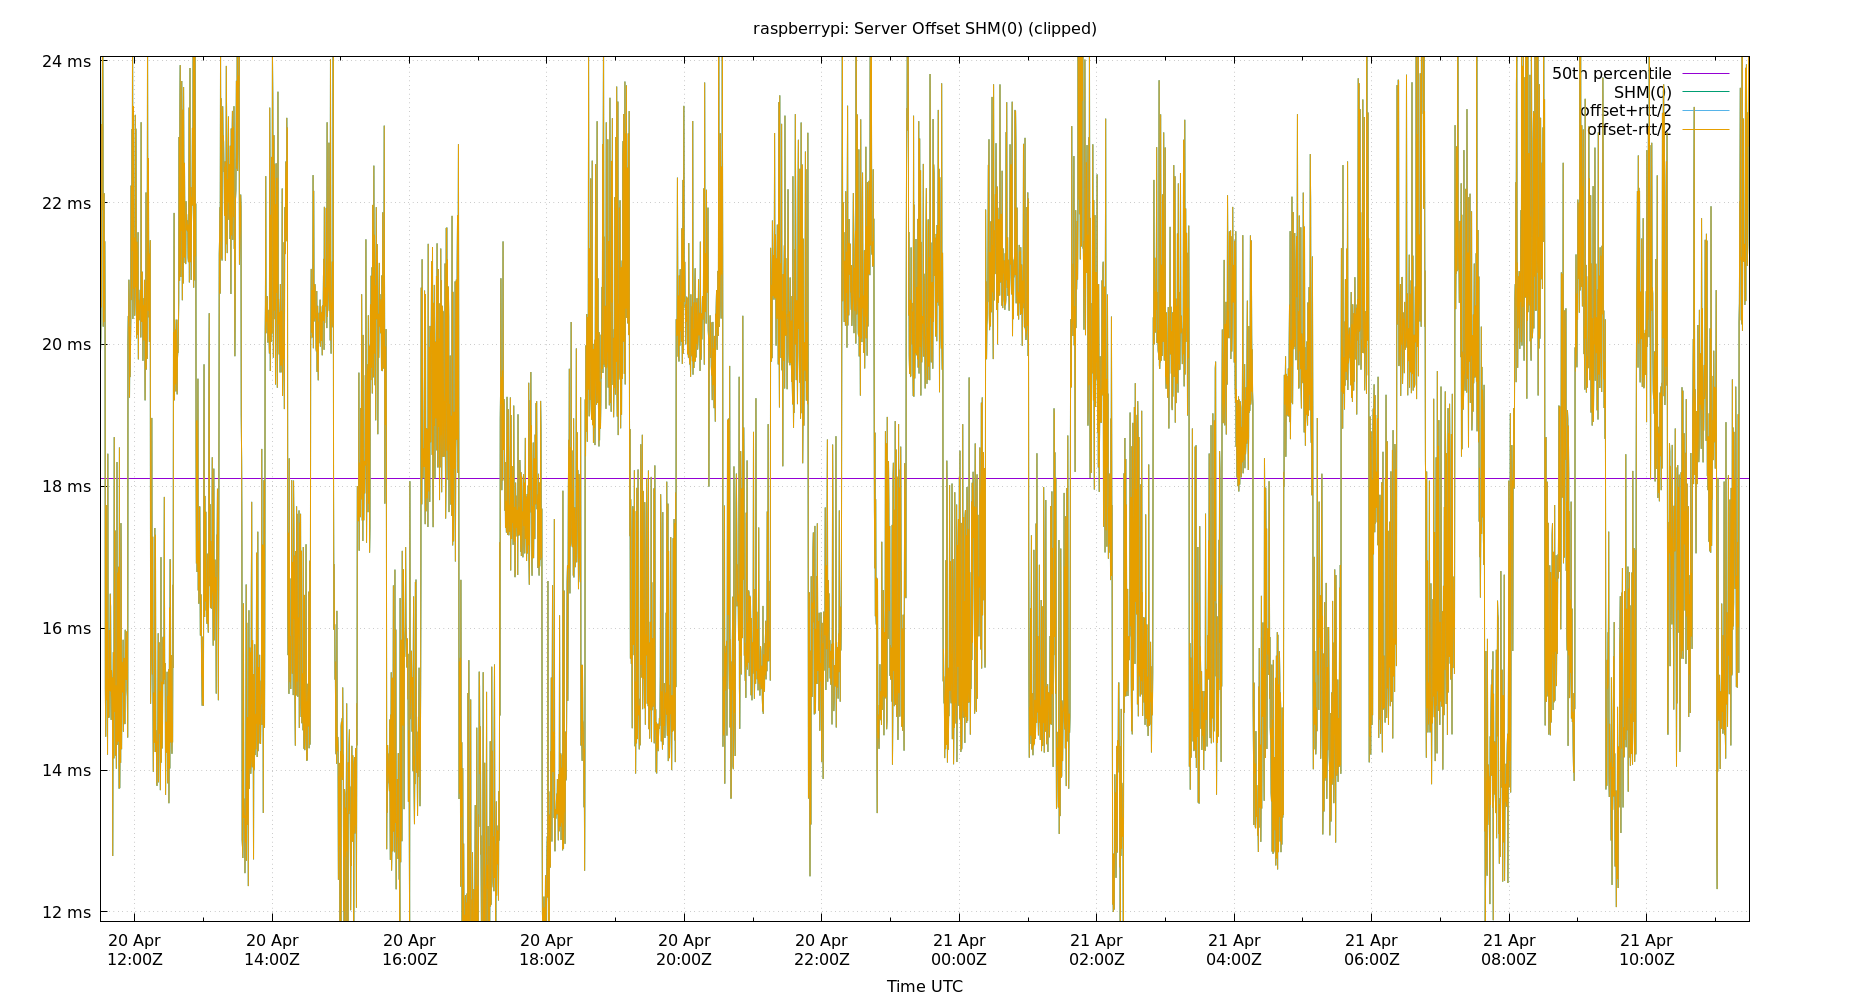 raspberrypi: Server Offset SHM(0) (clipped)
24 ms
22 ms
20 ms
18 ms
16 ms
14 ms
12 ms
50th percentile
SHM(0)
offset+rtt/2
offset-rtt/2
20 Apr 20 Apr 20 Apr 20 Apr 20 Apr 20 Apr 21 Apr 21 Apr 21 Apr 21 Apr 21 Apr 21 Apr
12:00Z 14:00Z 16:00Z 18:00Z 20:00Z 22:00Z 00:00Z 02:00Z 04:00Z 06:00Z 08:00Z 10:00Z
Time UTC